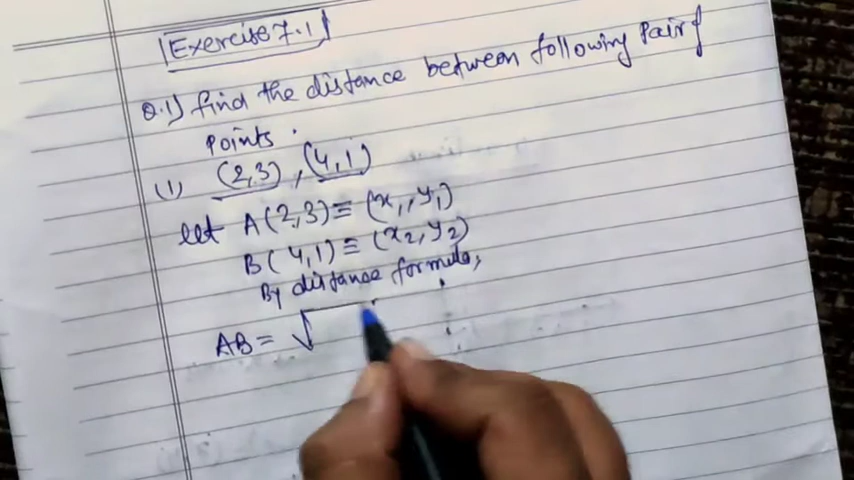 Exercise 7.1
Q.1) find the distance between following Pair of
Points.
(1) (2,3), (4,1)
let A(2,3) ≡ (x₁, y₁)
B(4,1) ≡ (x₂, y₂)
By distance formula,
AB = √